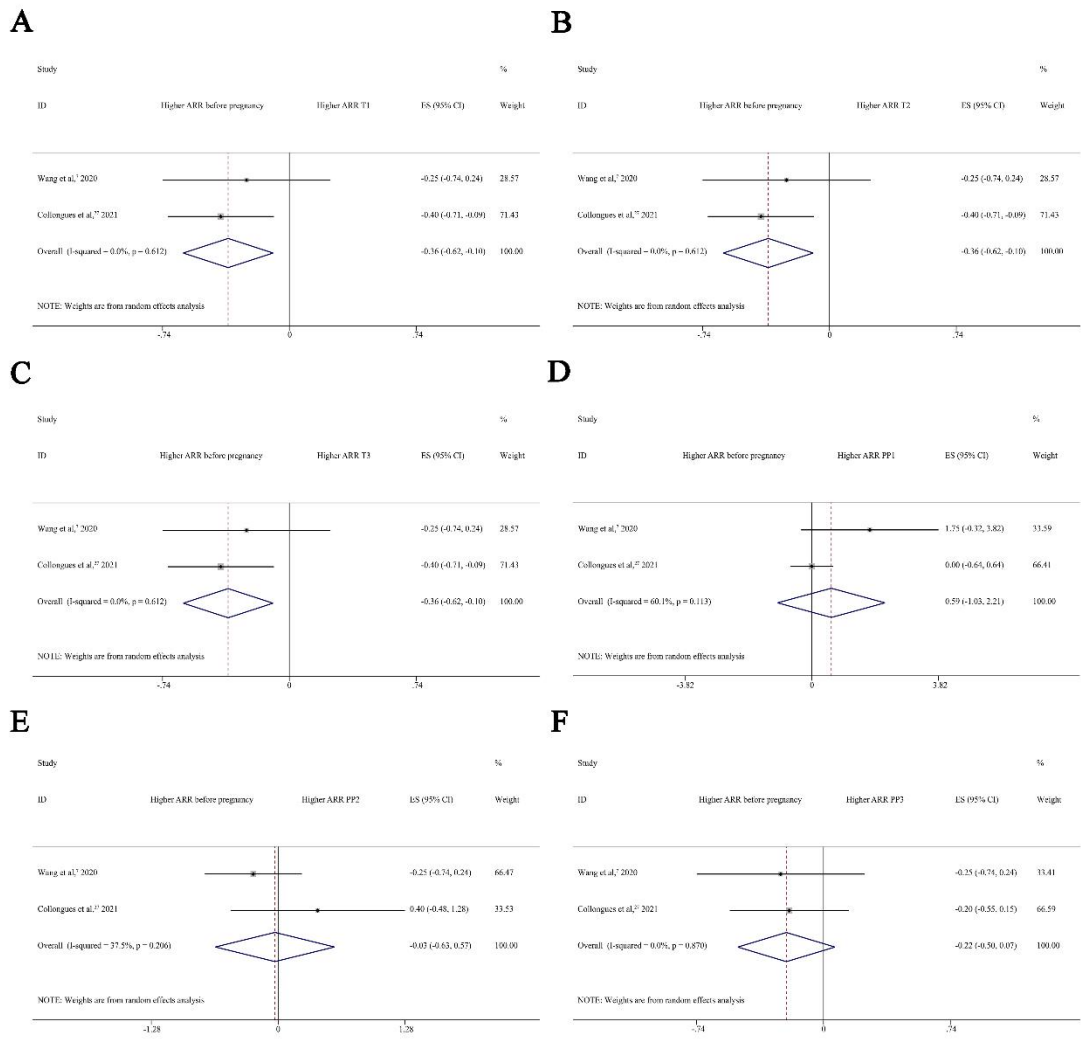 A
Study %
ID Higher ARR before pregnancy Higher ARR T1 ES (95% CI) Weight
Wang et al, 2020 -0.25 (-0.74, 0.24) 28.57
Collongues et al, 2021 -0.40 (-0.71, -0.09) 71.43
Overall (I-squared = 0.0%, p = 0.612) -0.36 (-0.62, -0.10) 100.00
NOTE: Weights are from random effects analysis
-.74 0 .74
B
Study %
ID Higher ARR before pregnancy Higher ARR T2 ES (95% CI) Weight
Wang et al, 2020 -0.25 (-0.74, 0.24) 28.57
Collongues et al, 2021 -0.40 (-0.71, -0.09) 71.43
Overall (I-squared = 0.0%, p = 0.612) -0.36 (-0.62, -0.10) 100.00
NOTE: Weights are from random effects analysis
-.74 0 .74
C
Study %
ID Higher ARR before pregnancy Higher ARR T3 ES (95% CI) Weight
Wang et al, 2020 -0.25 (-0.74, 0.24) 28.57
Collongues et al,²⁷ 2021 -0.40 (-0.71, -0.09) 71.43
Overall (I-squared = 0.0%, p = 0.612) -0.36 (-0.62, -0.10) 100.00
NOTE: Weights are from random effects analysis
-.74 0 .74
D
Study %
ID Higher ARR before pregnancy Higher ARR PP1 ES (95% CI) Weight
Wang et al, 2020 1.75 (-0.32, 3.82) 33.59
Collongues et al, 2021 0.00 (-0.64, 0.64) 66.41
Overall (I-squared = 60.1%, p = 0.113) 0.59 (-1.03, 2.21) 100.00
NOTE: Weights are from random effects analysis
-3.82 0 3.82
E
Study %
ID Higher ARR before pregnancy Higher ARR PP2 ES (95% CI) Weight
Wang et al, 2020 -0.25 (-0.74, 0.24) 66.47
Collongues et al, 2021 0.40 (-0.48, 1.28) 33.53
Overall (I-squared = 37.5%, p = 0.206) -0.03 (-0.63, 0.57) 100.00
NOTE: Weights are from random effects analysis
-1.28 0 1.28
F
Study %
ID Higher ARR before pregnancy Higher ARR PP3 ES (95% CI) Weight
Wang et al, 2020 -0.25 (-0.74, 0.24) 33.41
Collongues et al, 2021 -0.20 (-0.55, 0.15) 66.59
Overall (I-squared = 0.0%, p = 0.870) -0.22 (-0.50, 0.07) 100.00
NOTE: Weights are from random effects analysis
-.74 0 .74